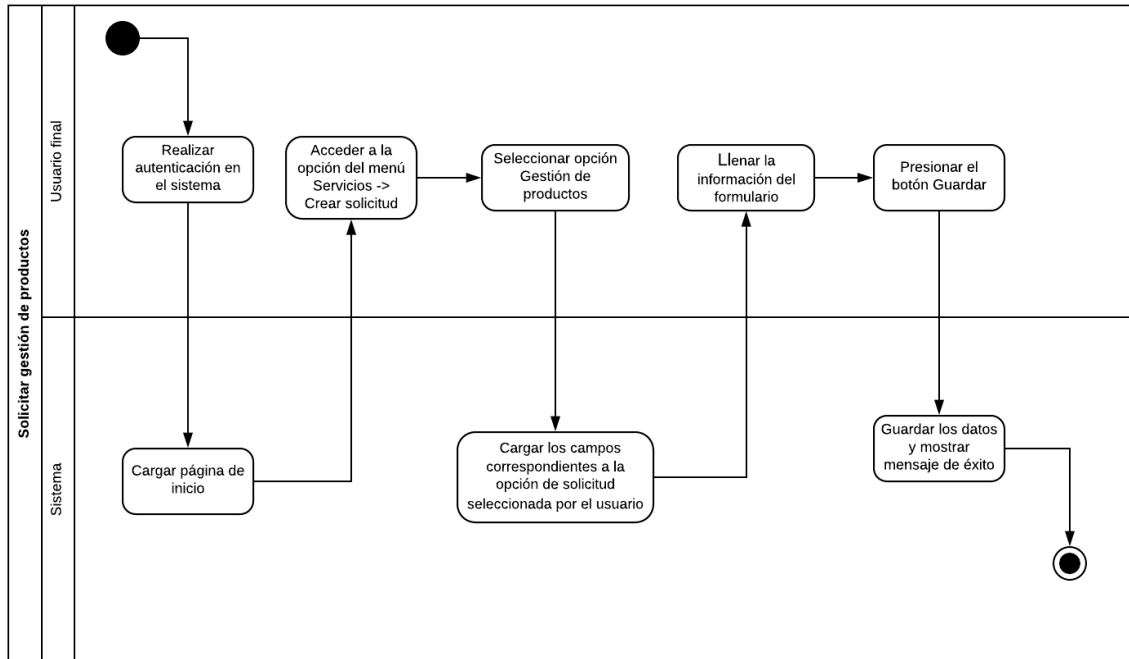 Solicitar gestión de productos
Usuario final
Realizar
autenticación en
el sistema
Acceder a la
opción del menú
Servicios ->
Crear solicitud
Seleccionar opción
Gestión de
productos
Llenar la
información del
formulario
Presionar el
botón Guardar
Sistema
Cargar página de
inicio
Cargar los campos
correspondientes a la
opción de solicitud
seleccionada por el usuario
Guardar los datos
y mostrar
mensaje de éxito